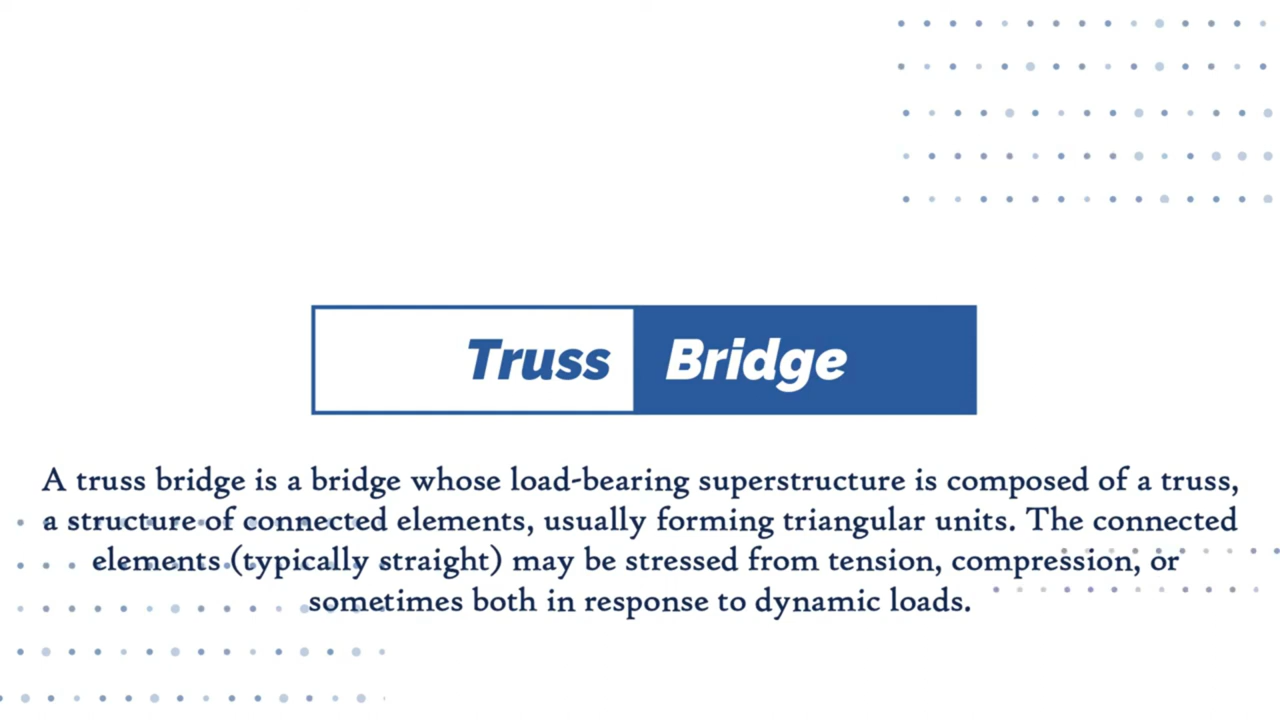 Truss Bridge
A truss bridge is a bridge whose load-bearing superstructure is composed of a truss,
a structure of connected elements, usually forming triangular units. The connected
elements (typically straight) may be stressed from tension, compression, or
sometimes both in response to dynamic loads.